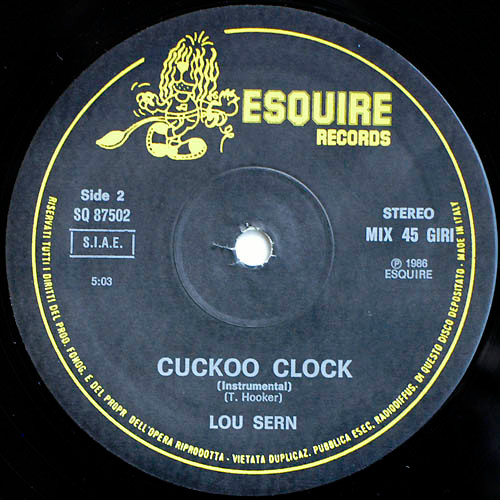 ESQUIRE
RECORDS
Side 2
SQ 87502
S.I.A.E.
5:03
STEREO
MIX 45 GIRI
℗ 1986
ESQUIRE
CUCKOO CLOCK
(Instrumental)
(T. Hooker)
LOU SERN
RISERVATI TUTTI I DIRITTI DEL PROD. FONOG. E DEL PROPR DELL'OPERA RIPRODOTTA - VIETATA DUPLICAZ. PUBBLICA ESEC, RADIODIFFUS, DI QUESTO DISCO DEPOSITATO - MADE IN ITALY